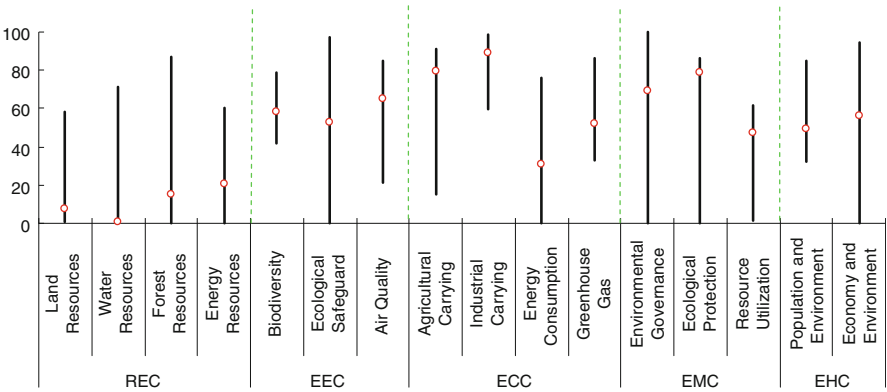 100
80
60
40
20
0
Land
Resources
Water
Resources
Forest
Resources
Energy
Resources
Biodiversity
Ecological
Safeguard
Air Quality
Agricultural
Carrying
Industrial
Carrying
Energy
Consumption
Greenhouse
Gas
Environmental
Governance
Ecological
Protection
Resource
Utilization
Population and
Environment
Economy and
Environment
REC
EEC
ECC
EMC
EHC